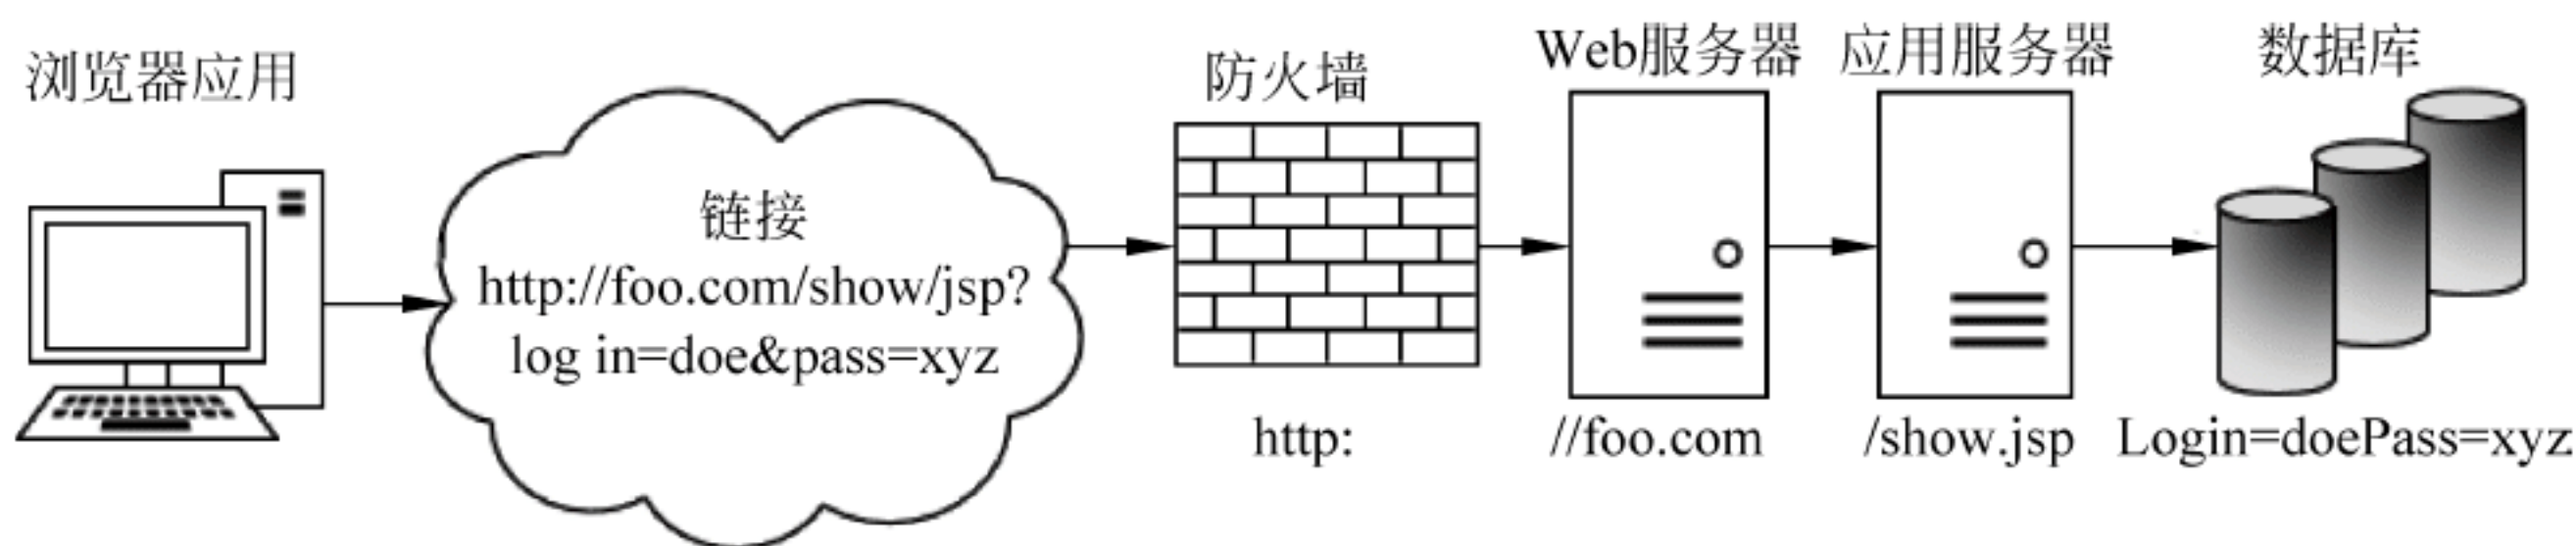 浏览器应用
链接
http://foo.com/show/jsp?
log in=doe&pass=xyz
防火墙
http:
Web服务器
//foo.com
应用服务器
/show.jsp
数据库
Login=doePass=xyz